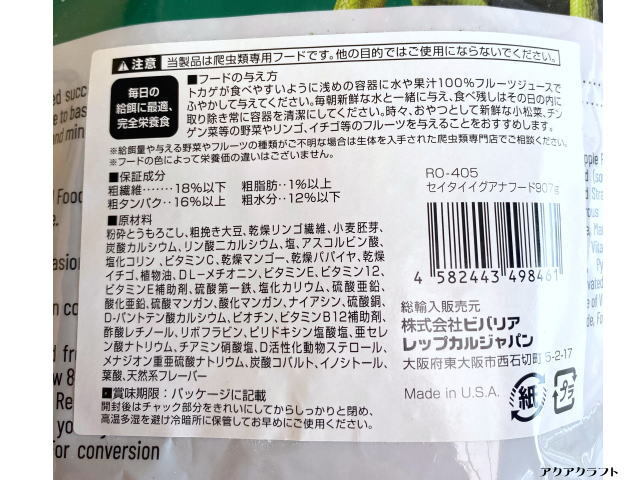 注意 当製品は爬虫類専用フードです。他の目的ではご使用にならないでください。
毎日の
給餌に最適、
完全栄養食
■フードの与え方
トカゲが食べやすいように浅めの容器に水や果汁100%フルーツジュースで
ふやかして与えてください。毎朝新鮮な水と一緒に与え、食べ残しはその日の内に
取り除き常に容器を清潔にしてください。時々、おやつとして新鮮な小松菜、チン
ゲン菜等の野菜やリンゴ、イチゴ等のフルーツを与えることをおすすめします。
※給餌量や与える野菜やフルーツの種類がご不明な場合は生体を入手された爬虫類専門店でご相談ください。
※フードの色によって栄養価の違いはございません。
■保証成分
粗繊維……18%以下 粗脂肪‥1%以上
粗タンパク‥16%以上 粗水分‥12%以下
■原材料
粉砕とうもろこし、粗挽き大豆、乾燥リンゴ繊維、小麦胚芽、
炭酸カルシウム、リン酸ニカルシウム、塩、アスコルビン酸、
塩化コリン、ビタミンC、乾燥マンゴー、乾燥パパイヤ、乾燥
イチゴ、植物油、DL-メチオニン、ビタミンE、ビタミン12、
ビタミンE補助剤、硫酸第一鉄、塩化カリウム、硫酸亜鉛、
酸化亜鉛、硫酸マンガン、酸化マンガン、ナイアシン、硫酸銅、
D-パントテン酸カルシウム、ビオチン、ビタミンB12補助剤、
酢酸レチノール、リボフラビン、ピリドキシン塩酸塩、亜セレン
酸ナトリウム、チアミン硝酸塩、D活性化動物ステロール、
メナジオン重亜硫酸ナトリウム、炭酸コバルト、イノシトール、
葉酸、天然系フレーバー
■賞味期限：パッケージに記載
開封後はチャック部分をきれいにしてからしっかりと閉め、
高温多湿を避け冷暗所に保管してお早めにご使用ください。
RO-405
セイタイイグアナフード907g
4 582443 498461
総輸入販売元
株式会社ビバリア
レップカルジャパン
大阪府東大阪市西石切町5-2-17
Made in U.S.A.
紙
プラ
for conversion
アクアクラフト